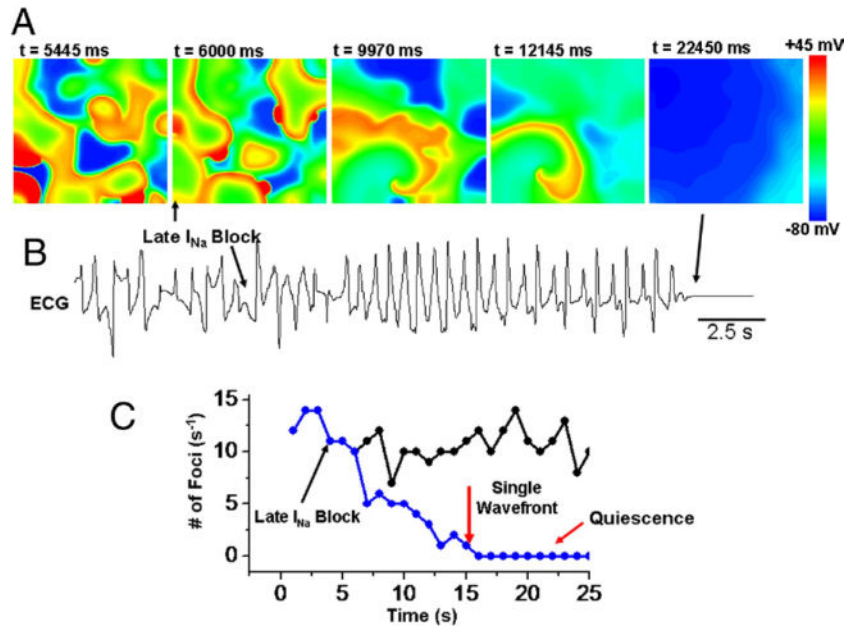 A
t = 5445 ms t = 6000 ms t = 9970 ms t = 12145 ms t = 22450ms +45 mV
-80 mV
Late INa Block
B
ECG
2.5 s
C
15
10
5
0
# of Foci (s-1)
Late INa Block
Single
Wavefront
Quiescence
0 5 10 15 20 25
Time (s)